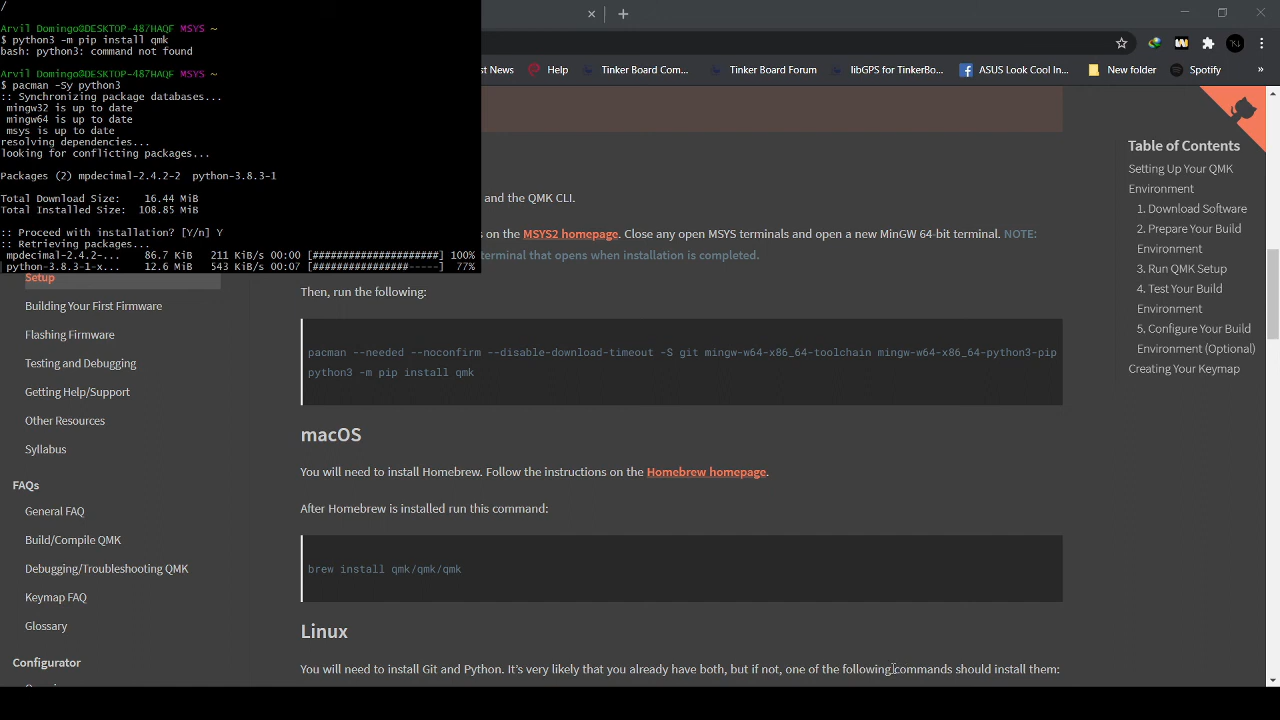 /
Arvil Domingo@DESKTOP-487HAQF MSYS ~
$ python3 -m pip install qmk
bash: python3: command not found
Arvil Domingo@DESKTOP-487HAQF MSYS ~
$ pacman -Sy python3
:: Synchronizing package databases...
mingw32 is up to date
mingw64 is up to date
msys is up to date
resolving dependencies...
looking for conflicting packages...
Packages (2) mpdecimal-2.4.2-2  python-3.8.3-1
Total Download Size:   16.44 MiB
Total Installed Size:  108.85 MiB
:: Proceed with installation? [Y/n] Y
:: Retrieving packages...
mpdecimal-2.4.2-...    86.7 KiB   211 KiB/s 00:00 [#####################] 100%
python-3.8.3-1-x...    12.6 MiB   543 KiB/s 00:07 [################-----]  77%
est News
Help
Tinker Board Com...
Tinker Board Forum
libGPS for TinkerBo...
ASUS Look Cool In...
New folder
Spotify
»
and the QMK CLI.
s on the MSYS2 homepage. Close any open MSYS terminals and open a new MinGW 64-bit terminal. NOTE:
terminal that opens when installation is completed.
Then, run the following:
pacman --needed --noconfirm --disable-download-timeout -S git mingw-w64-x86_64-toolchain mingw-w64-x86_64-python3-pip
python3 -m pip install qmk
macOS
You will need to install Homebrew. Follow the instructions on the Homebrew homepage.
After Homebrew is installed run this command:
brew install qmk/qmk/qmk
Linux
You will need to install Git and Python. It's very likely that you already have both, but if not, one of the following commands should install them:
Setup
Building Your First Firmware
Flashing Firmware
Testing and Debugging
Getting Help/Support
Other Resources
Syllabus
FAQs
General FAQ
Build/Compile QMK
Debugging/Troubleshooting QMK
Keymap FAQ
Glossary
Configurator
Table of Contents
Setting Up Your QMK
Environment
1. Download Software
2. Prepare Your Build
Environment
3. Run QMK Setup
4. Test Your Build
Environment
5. Configure Your Build
Environment (Optional)
Creating Your Keymap